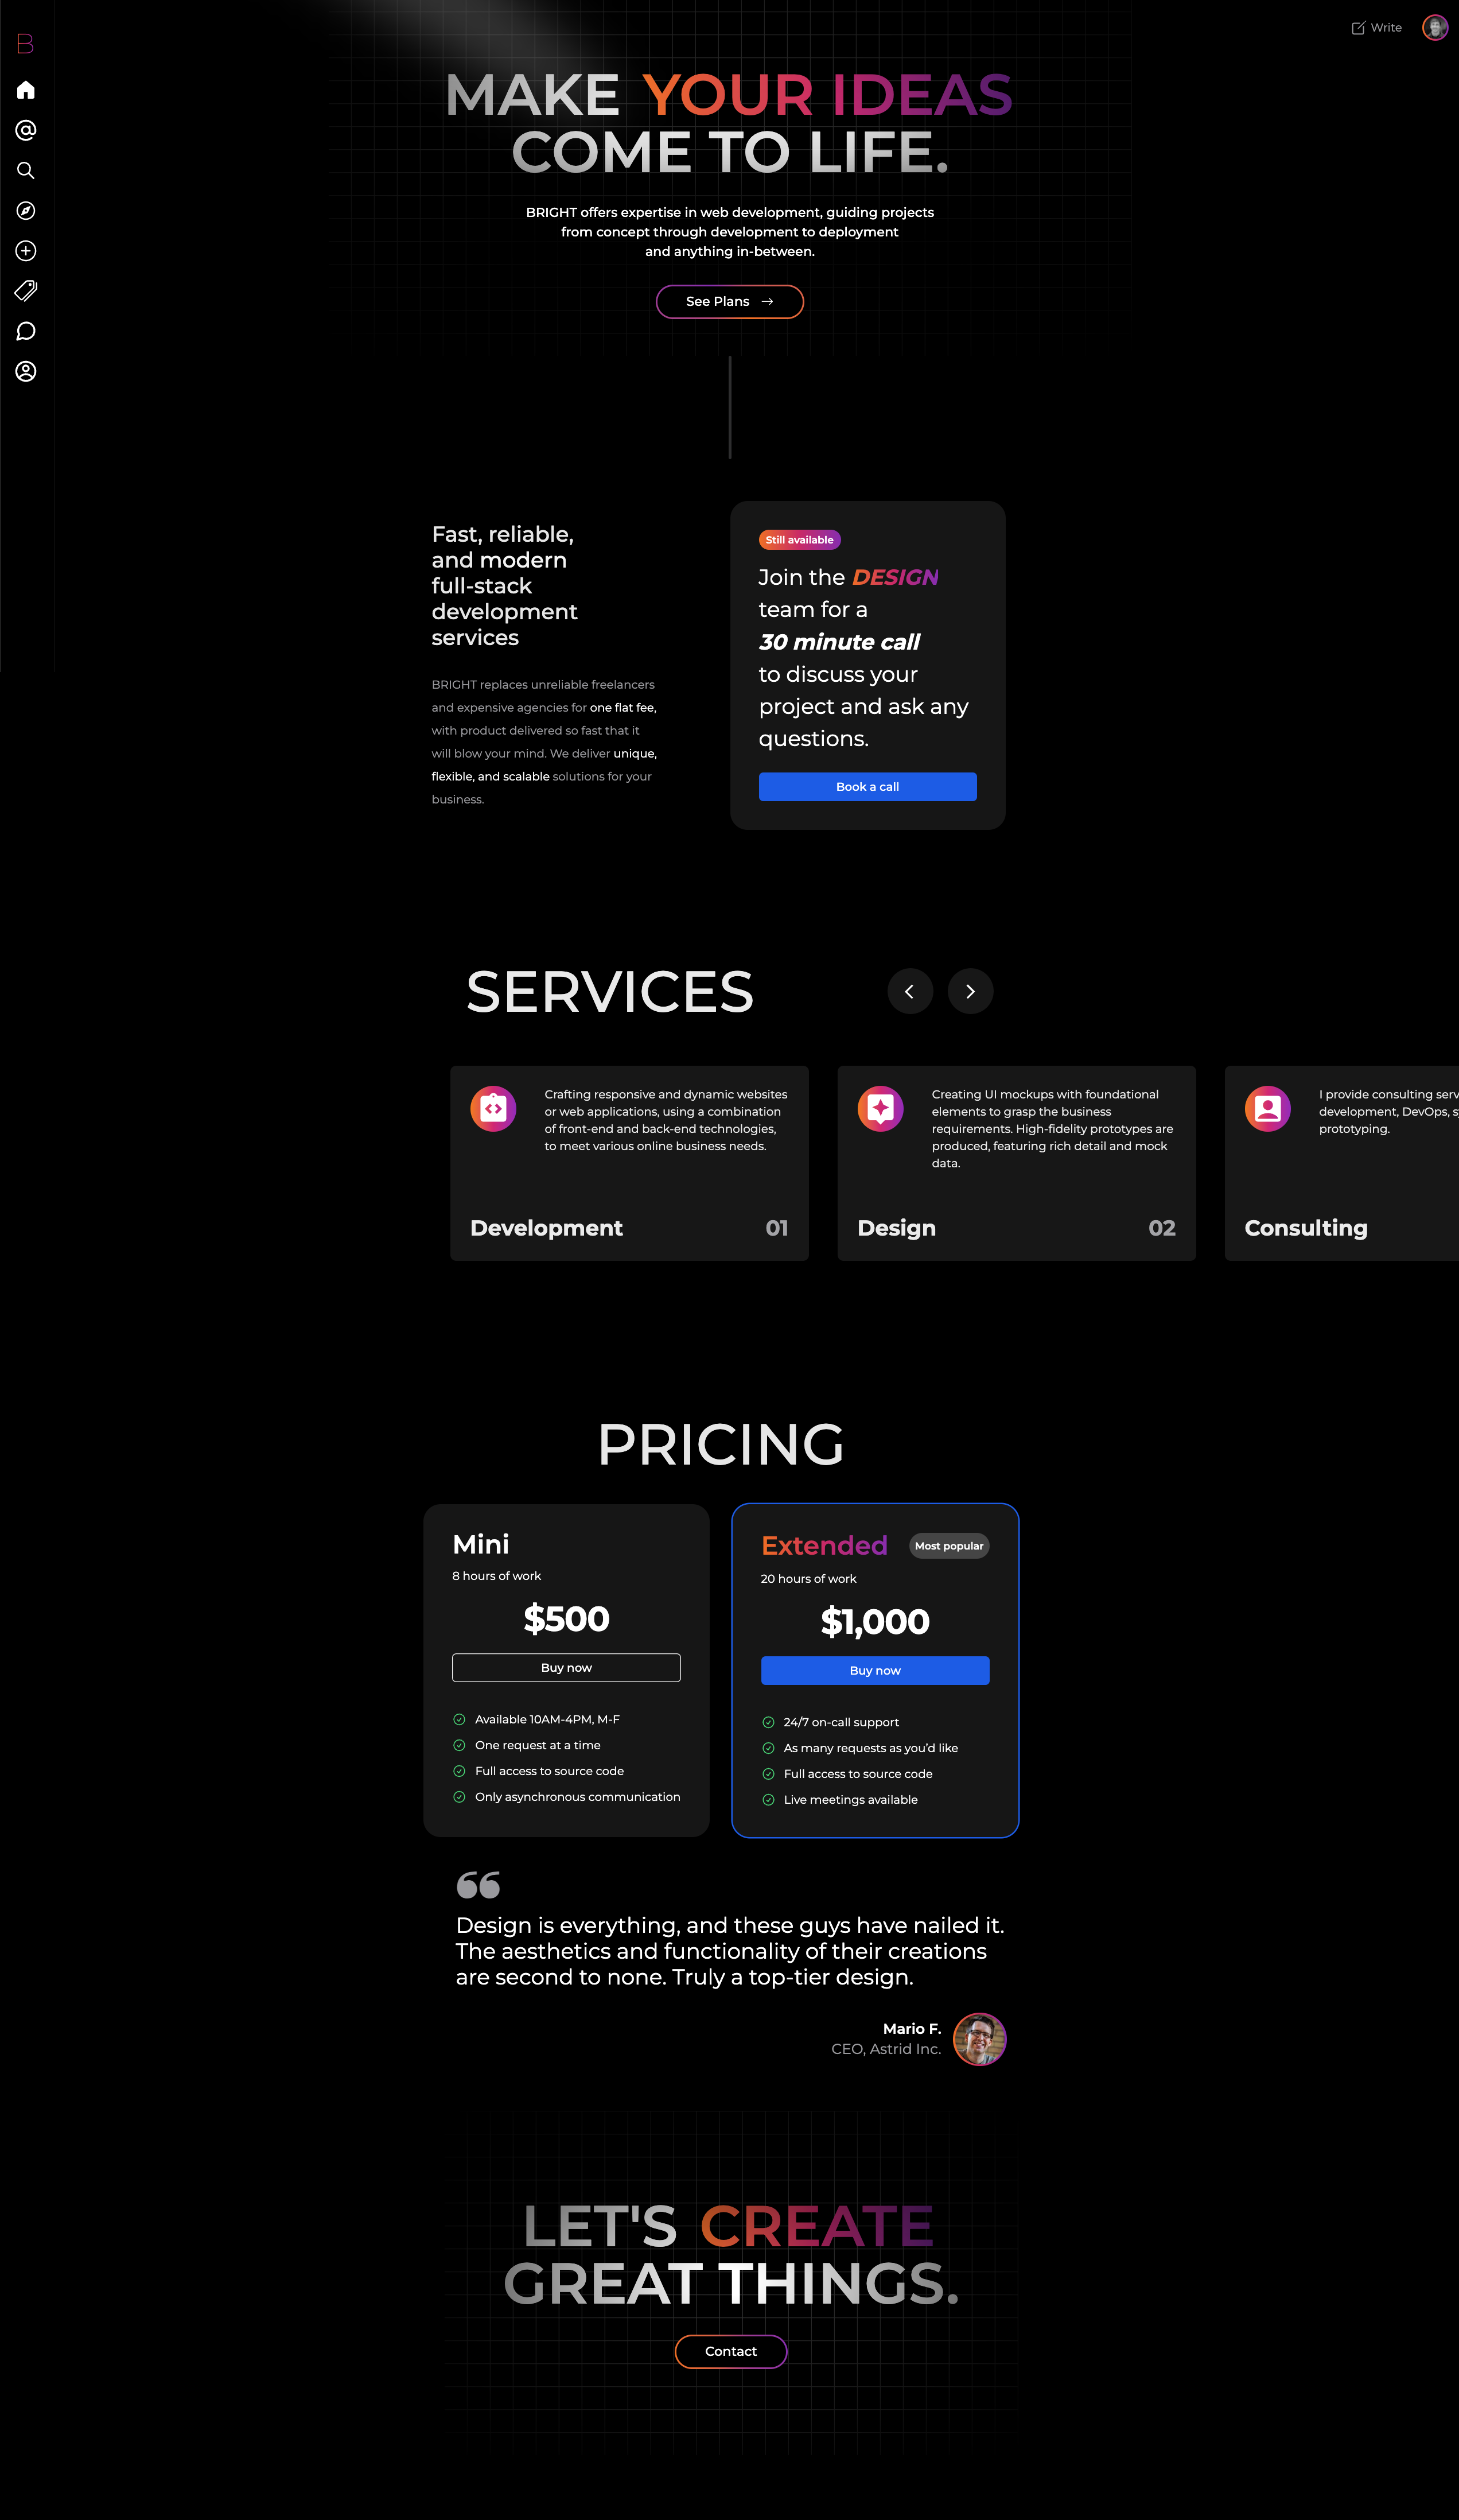 B
Write
MAKE YOUR IDEAS
COME TO LIFE.
BRIGHT offers expertise in web development, guiding projects
from concept through development to deployment
and anything in-between.
See Plans
Fast, reliable,
and modern
full-stack
development
services
BRIGHT replaces unreliable freelancers
and expensive agencies for one flat fee,
with product delivered so fast that it
will blow your mind. We deliver unique,
flexible, and scalable solutions for your
business.
Still available
Join the DESIGN
team for a
30 minute call
to discuss your
project and ask any
questions.
Book a call
SERVICES
Crafting responsive and dynamic websites
or web applications, using a combination
of front-end and back-end technologies,
to meet various online business needs.
Development 01
Creating UI mockups with foundational
elements to grasp the business
requirements. High-fidelity prototypes are
produced, featuring rich detail and mock
data.
Design 02
I provide consulting
development, DevOps,
prototyping.
Consulting
PRICING
Mini
8 hours of work
$500
Buy now
Available 10AM-4PM, M-F
One request at a time
Full access to source code
Only asynchronous communication
Extended
Most popular
20 hours of work
$1,000
Buy now
24/7 on-call support
As many requests as you'd like
Full access to source code
Live meetings available
❝
Design is everything, and these guys have nailed it.
The aesthetics and functionality of their creations
are second to none. Truly a top-tier design.
Mario F.
CEO, Astrid Inc.
LET'S CREATE
GREAT THINGS.
Contact